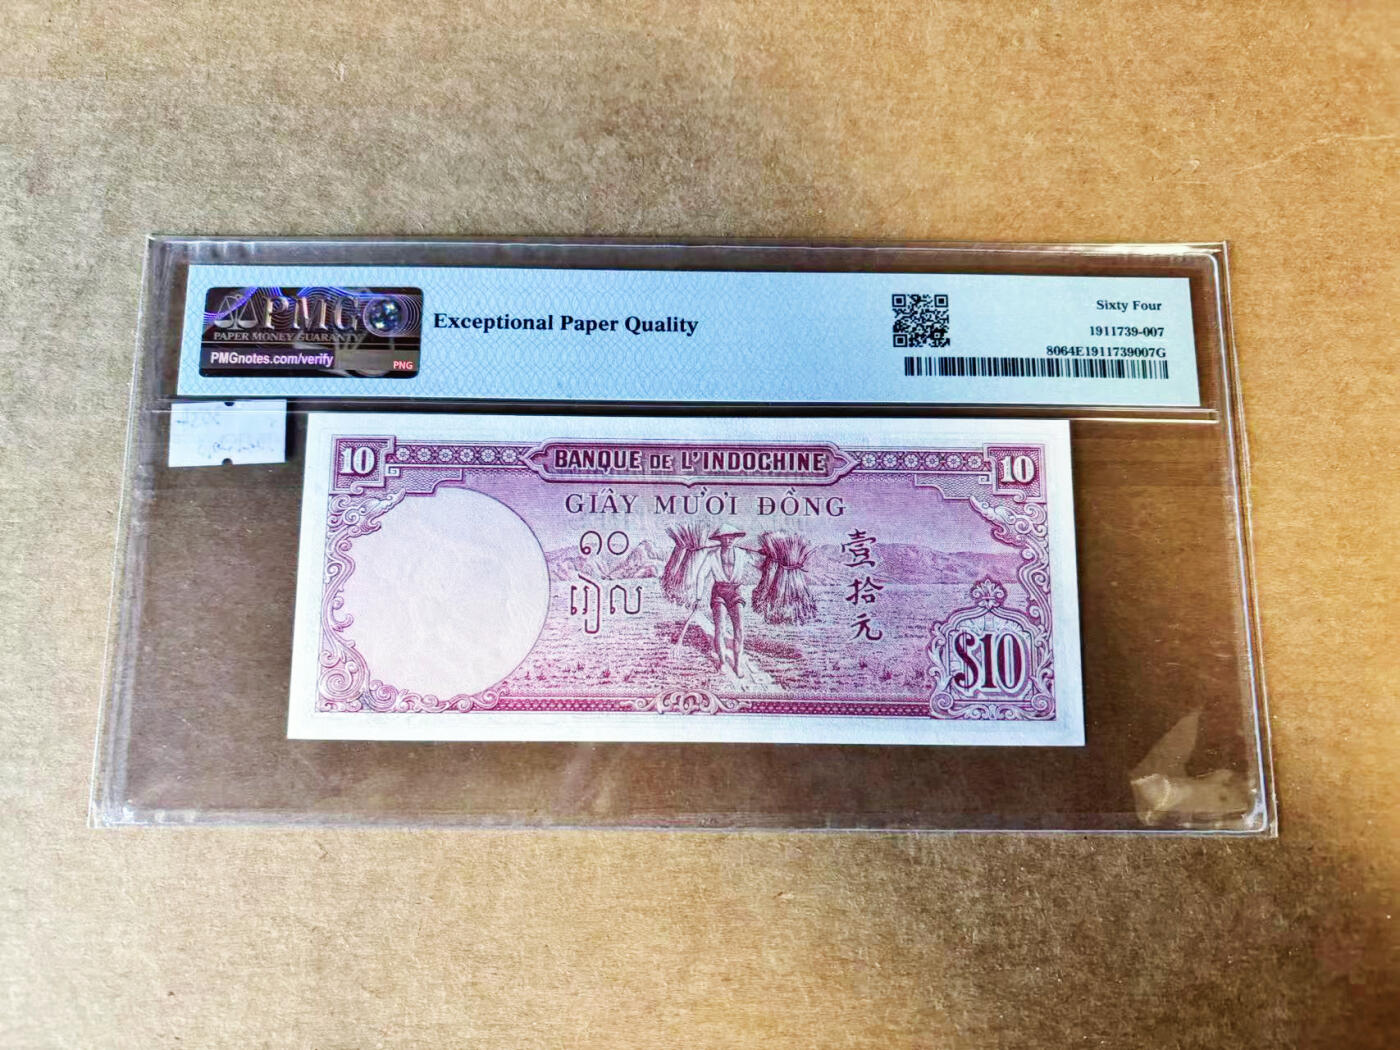 PMG
PAPER MONEY GUARANTY
PMGnotes.com/verify
PNG
Exceptional Paper Quality
Sixty Four
1911739-007
8064E1911739007G
10
BANQUE DE L'INDOCHINE
10
GIẤY MƯỜI ĐỒNG
១០
រៀល
壹
拾
元
$10